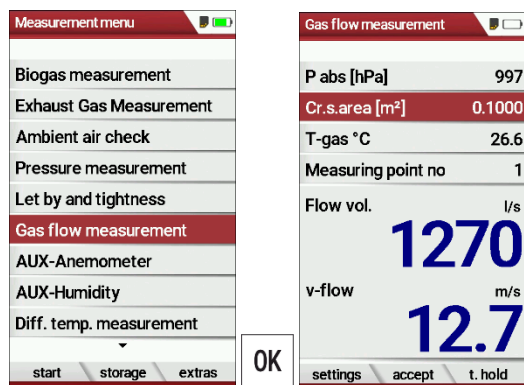 Measurement menu
Biogas measurement
Exhaust Gas Measurement
Ambient air check
Pressure measurement
Let by and tightness
Gas flow measurement
AUX-Anemometer
AUX-Humidity
Diff. temp. measurement
start storage extras
OK
Gas flow measurement
P abs [hPa] 997
Cr.s.area [m²] 0.1000
T-gas °C 26.6
Measuring point no 1
Flow vol. l/s
1270
v-flow m/s
12.7
settings accept t. hold